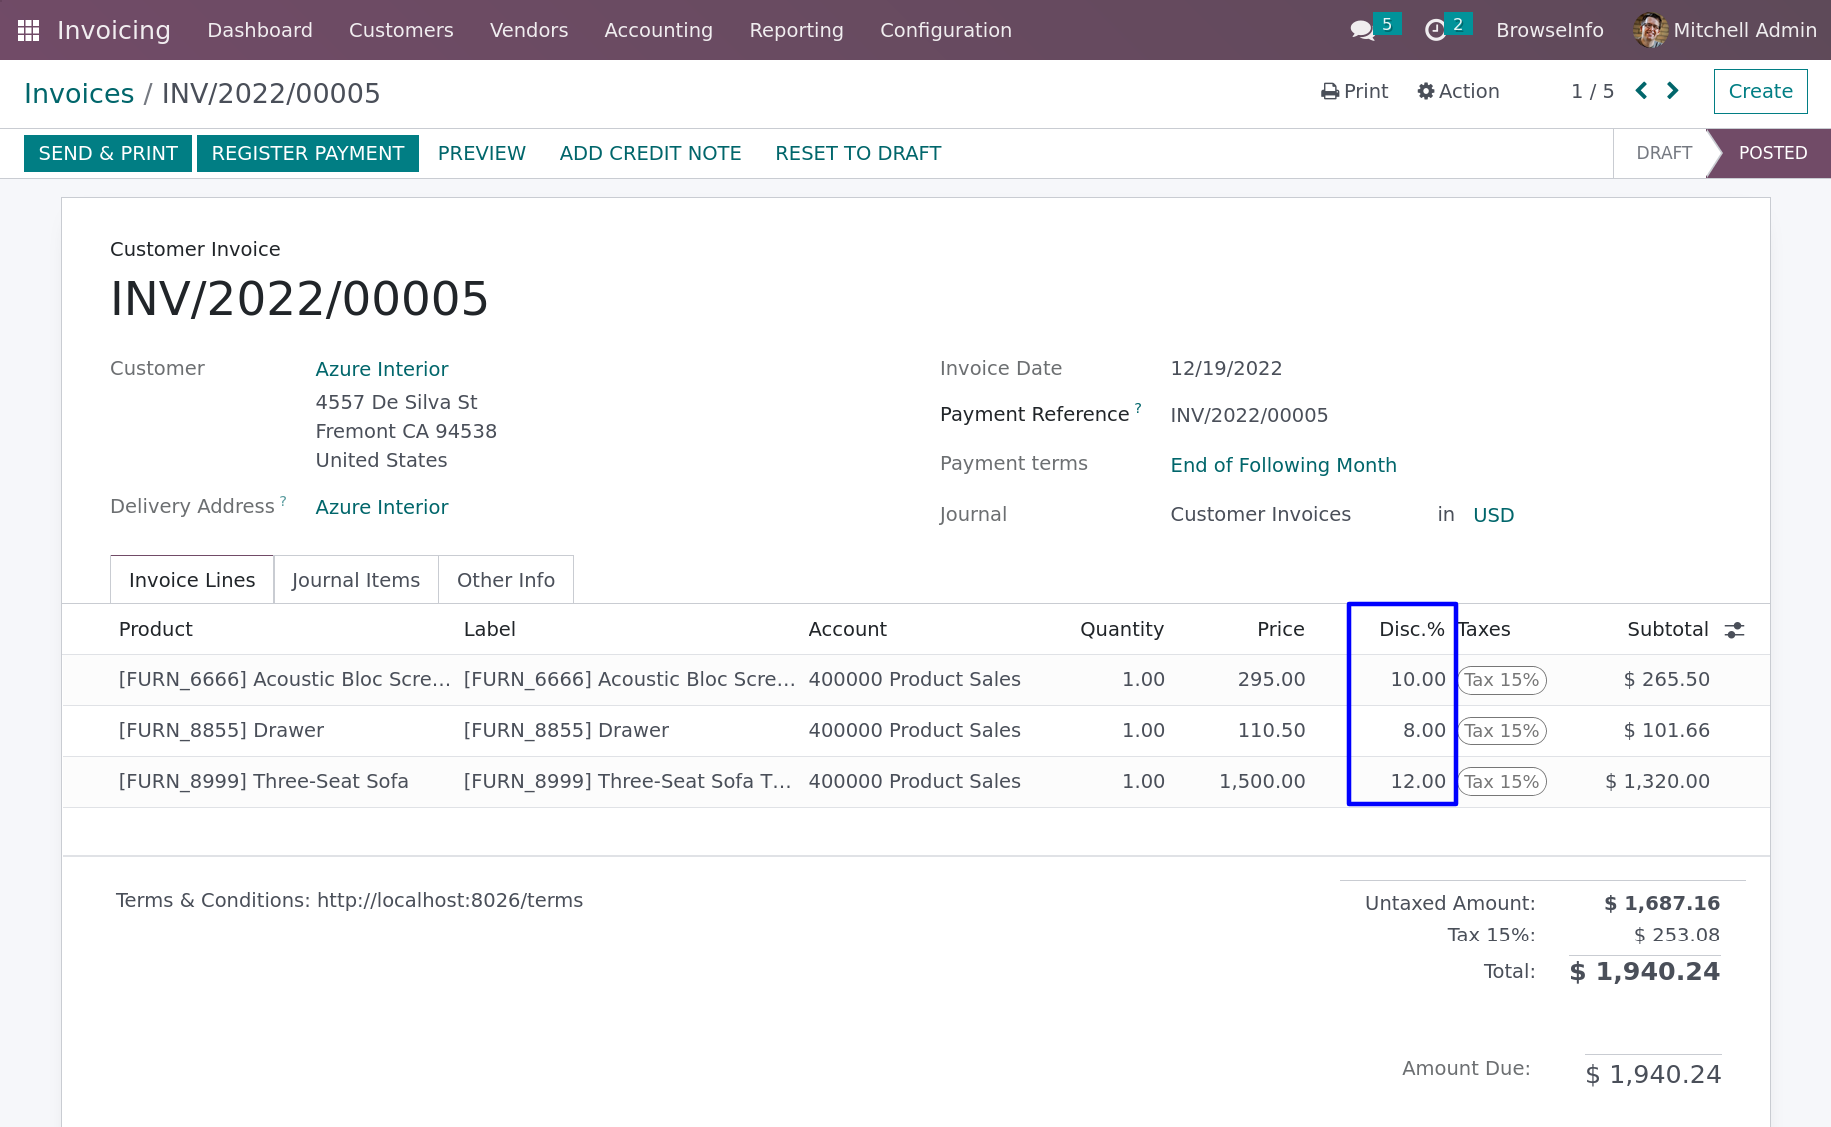 Invoicing Dashboard Customers Vendors Accounting Reporting Configuration 5 2 BrowseInfo Mitchell Admin
Invoices / INV/2022/00005 Print Action 1 / 5 Create
SEND & PRINT REGISTER PAYMENT PREVIEW ADD CREDIT NOTE RESET TO DRAFT DRAFT POSTED
Customer Invoice
INV/2022/00005
Customer Azure Interior Invoice Date 12/19/2022
4557 De Silva St
Payment Reference ? INV/2022/00005
Fremont CA 94538
United States Payment terms End of Following Month
Delivery Address ? Azure Interior Journal Customer Invoices in USD
Invoice Lines Journal Items Other Info
Product Label Account Quantity Price Disc.% Taxes Subtotal
[FURN_6666] Acoustic Bloc Scre... [FURN_6666] Acoustic Bloc Scre... 400000 Product Sales 1.00 295.00 10.00 Tax 15% $ 265.50
[FURN_8855] Drawer [FURN_8855] Drawer 400000 Product Sales 1.00 110.50 8.00 Tax 15% $ 101.66
[FURN_8999] Three-Seat Sofa [FURN_8999] Three-Seat Sofa T... 400000 Product Sales 1.00 1,500.00 12.00 Tax 15% $ 1,320.00
Terms & Conditions: http://localhost:8026/terms Untaxed Amount: $ 1,687.16
Tax 15%: $ 253.08
Total: $ 1,940.24
Amount Due: $ 1,940.24